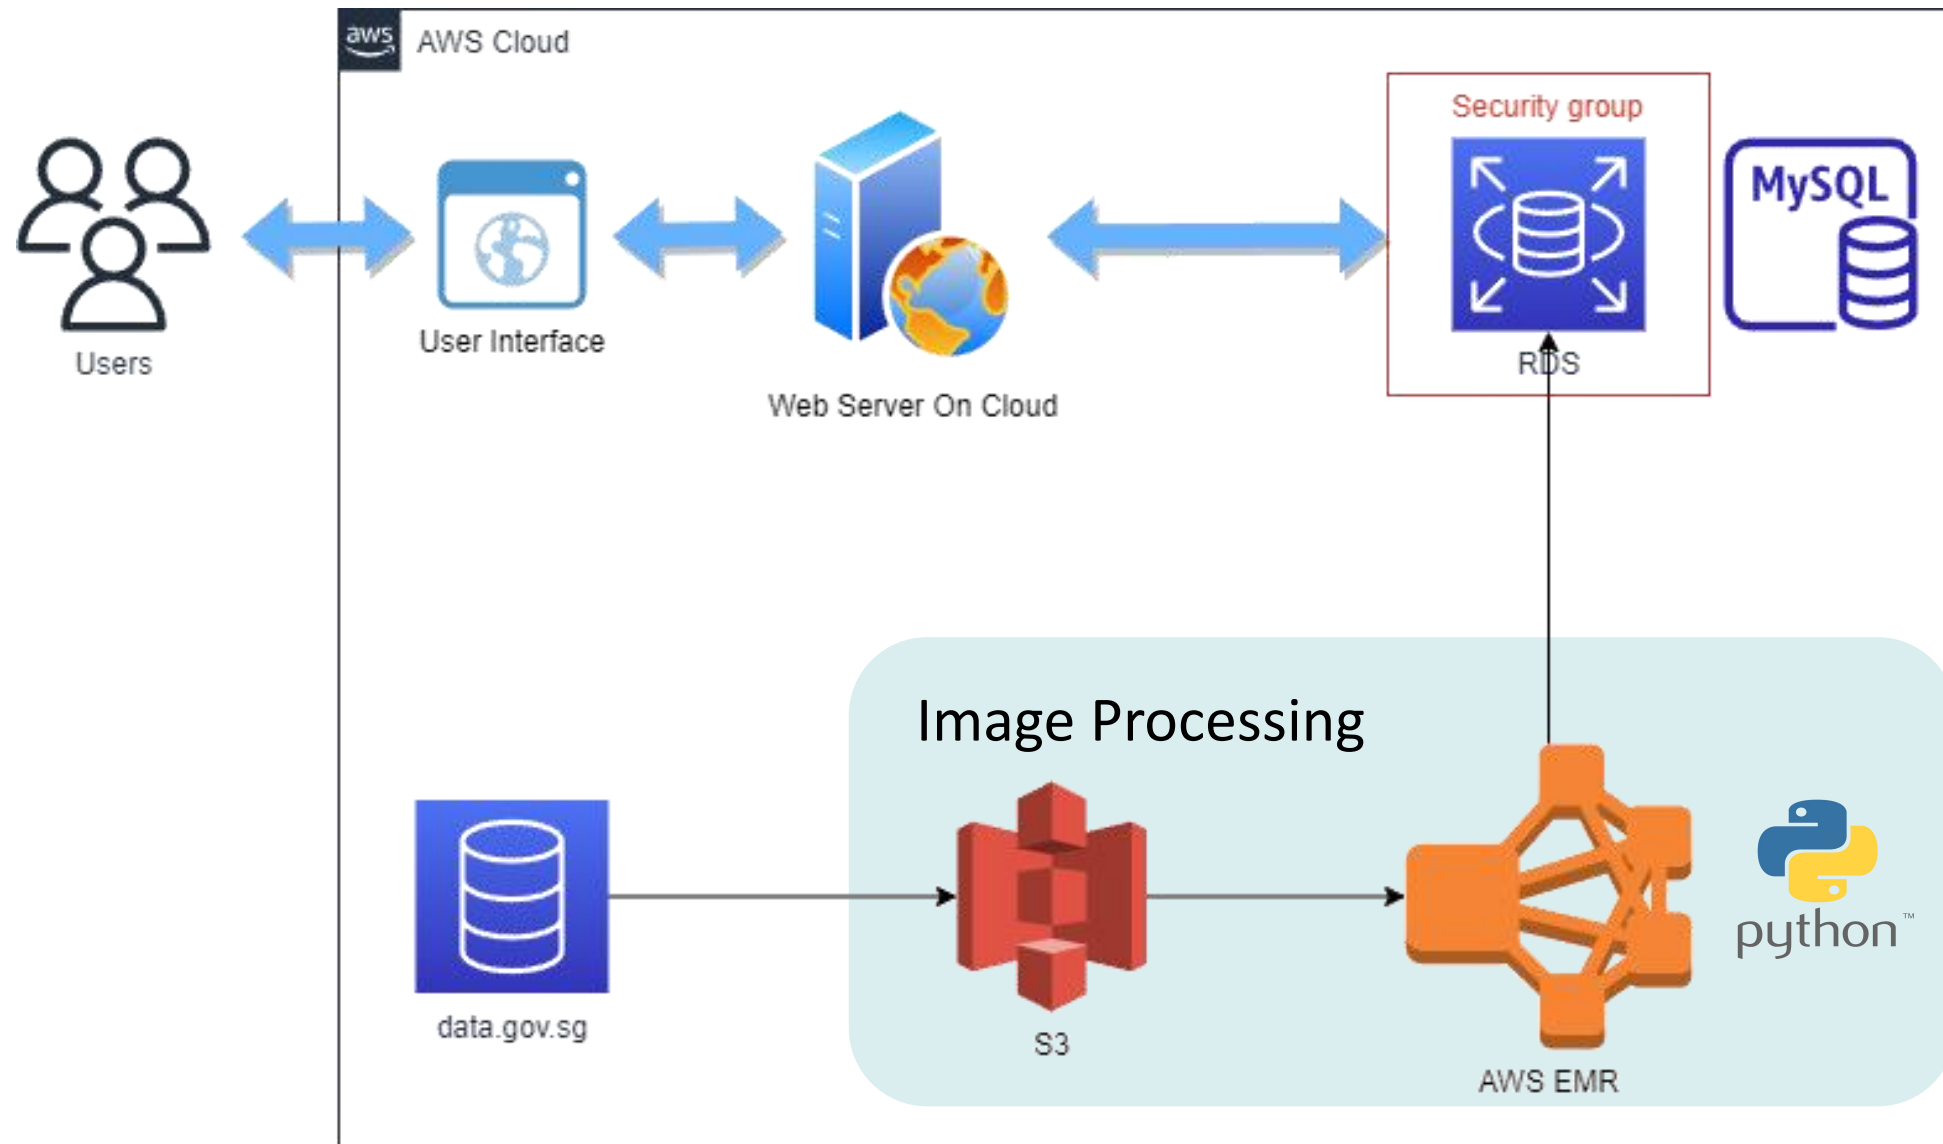 aws
AWS Cloud
Security group
MySQL
User Interface
Users
RDS
Web Server On Cloud
Image Processing
python™
data.gov.sg
S3
AWS EMR